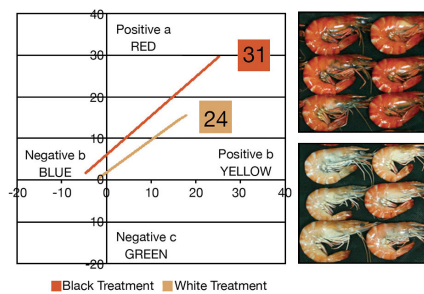 40
Positive a
RED
30
31
20
24
10
Negative b
BLUE
Positive b
YELLOW
-20 -10 0 10 20 30 40
0
10
Negative c
GREEN
-20
Black Treatment White Treatment